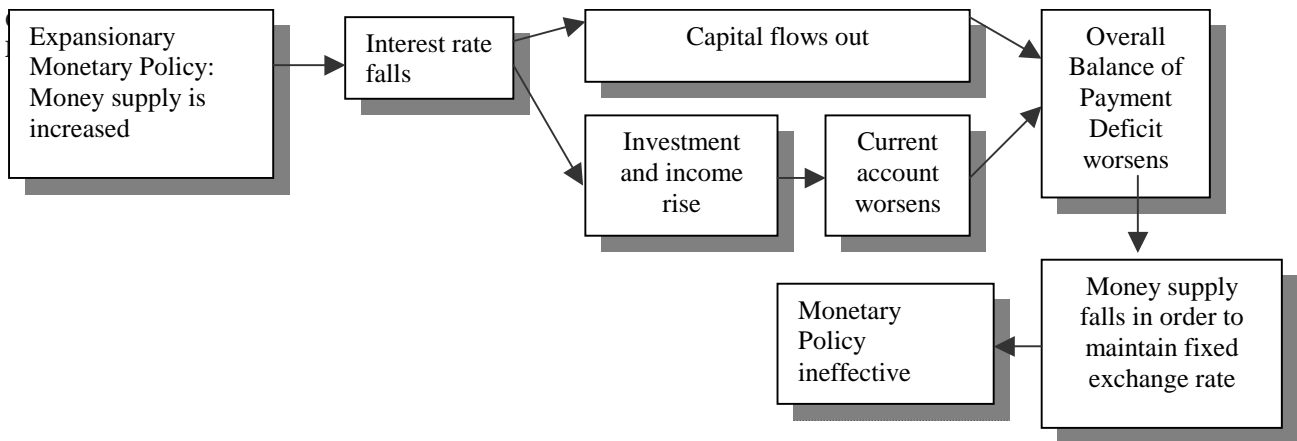 Expansionary
Monetary Policy:
Money supply is
increased
Interest rate
falls
Capital flows out
Investment
and income
rise
Current
account
worsens
Overall
Balance of
Payment
Deficit
worsens
Money supply
falls in order to
maintain fixed
exchange rate
Monetary
Policy
ineffective